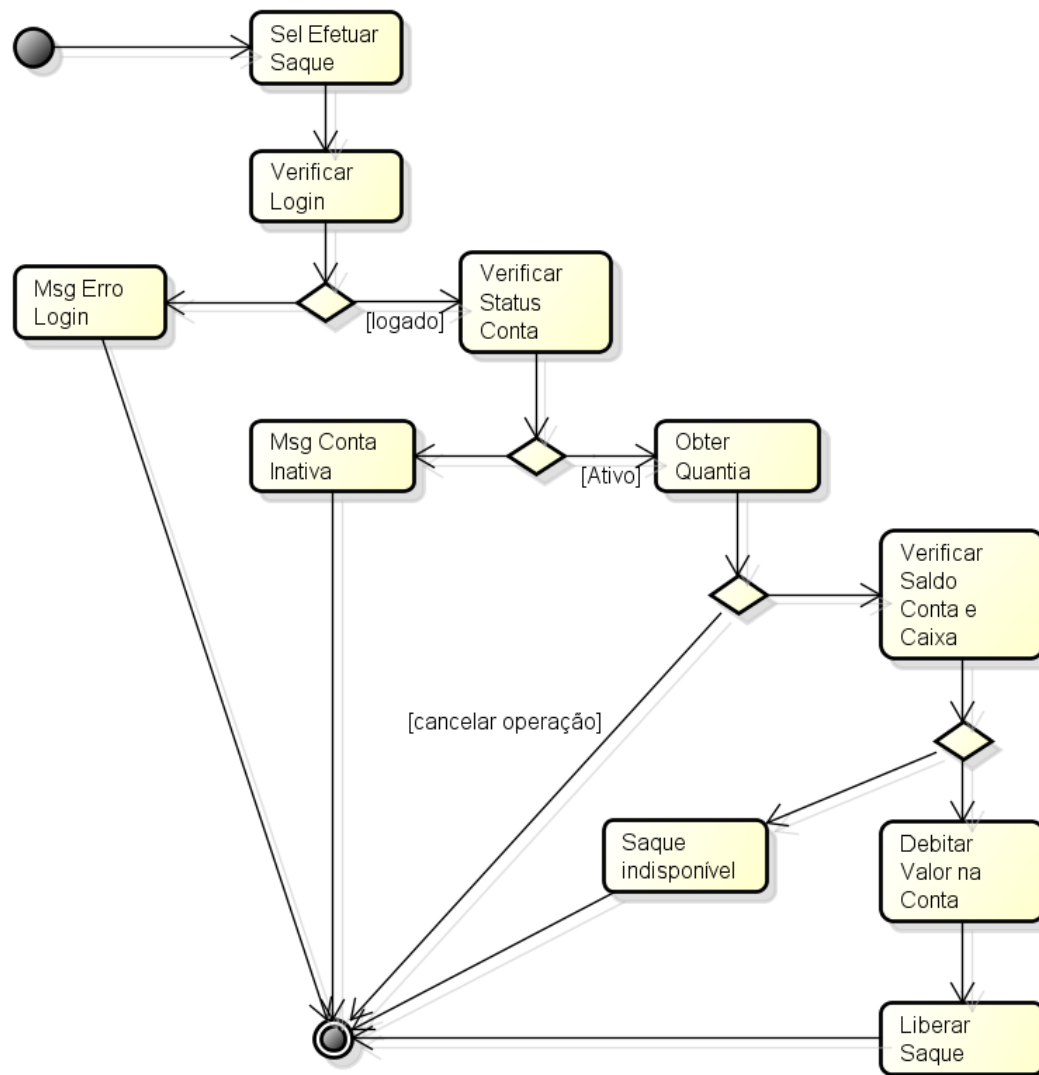 Sel Efetuar
Saque
Verificar
Login
Msg Erro
Login
[logado]
Verificar
Status
Conta
Msg Conta
Inativa
[Ativo]
Obter
Quantia
Verificar
Saldo
Conta e
Caixa
[cancelar operação]
Saque
indisponível
Debitar
Valor na
Conta
Liberar
Saque